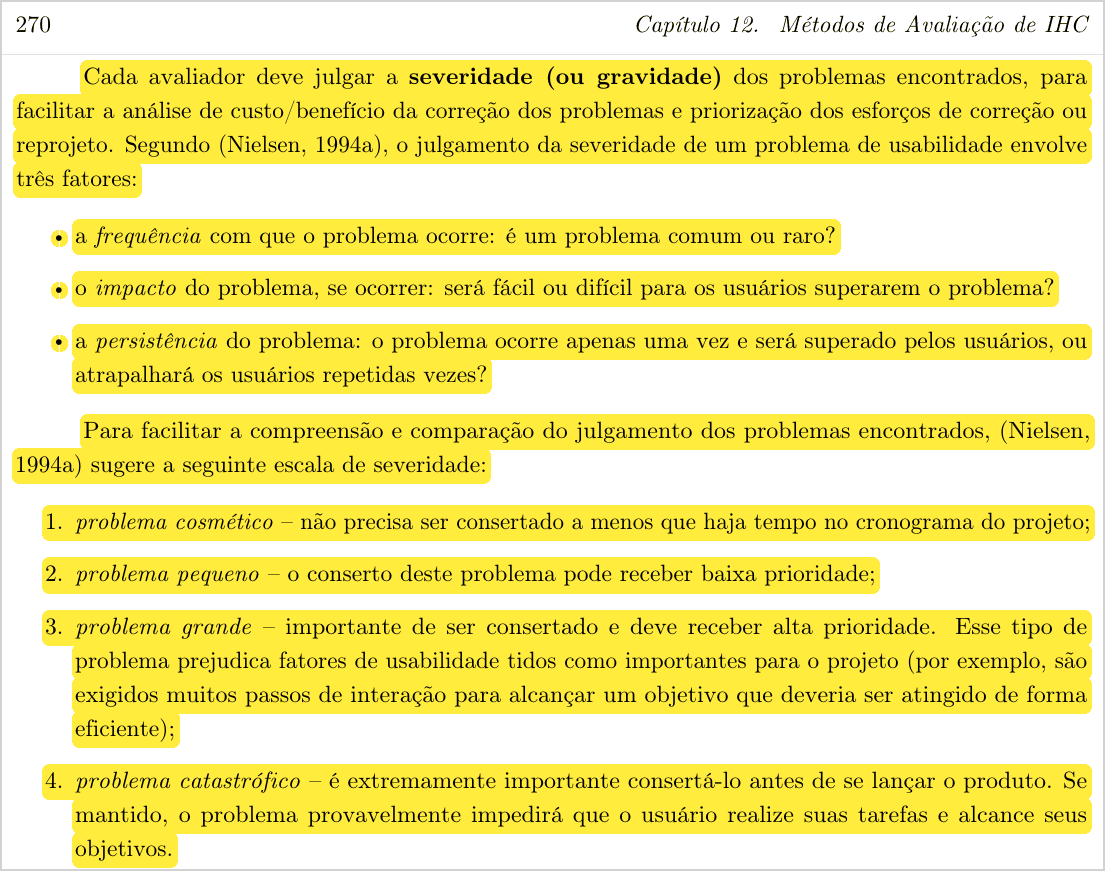 270 Capítulo 12. Métodos de Avaliação de IHC
Cada avaliador deve julgar a severidade (ou gravidade) dos problemas encontrados, para
facilitar a análise de custo/benefício da correção dos problemas e priorização dos esforços de correção ou
reprojeto. Segundo (Nielsen, 1994a), o julgamento da severidade de um problema de usabilidade envolve
três fatores:
• a frequência com que o problema ocorre: é um problema comum ou raro?
• o impacto do problema, se ocorrer: será fácil ou difícil para os usuários superarem o problema?
• a persistência do problema: o problema ocorre apenas uma vez e será superado pelos usuários, ou
atrapalhará os usuários repetidas vezes?
Para facilitar a compreensão e comparação do julgamento dos problemas encontrados, (Nielsen,
1994a) sugere a seguinte escala de severidade:
1. problema cosmético – não precisa ser consertado a menos que haja tempo no cronograma do projeto;
2. problema pequeno – o conserto deste problema pode receber baixa prioridade;
3. problema grande – importante de ser consertado e deve receber alta prioridade. Esse tipo de
problema prejudica fatores de usabilidade tidos como importantes para o projeto (por exemplo, são
exigidos muitos passos de interação para alcançar um objetivo que deveria ser atingido de forma
eficiente);
4. problema catastrófico – é extremamente importante consertá-lo antes de se lançar o produto. Se
mantido, o problema provavelmente impedirá que o usuário realize suas tarefas e alcance seus
objetivos.